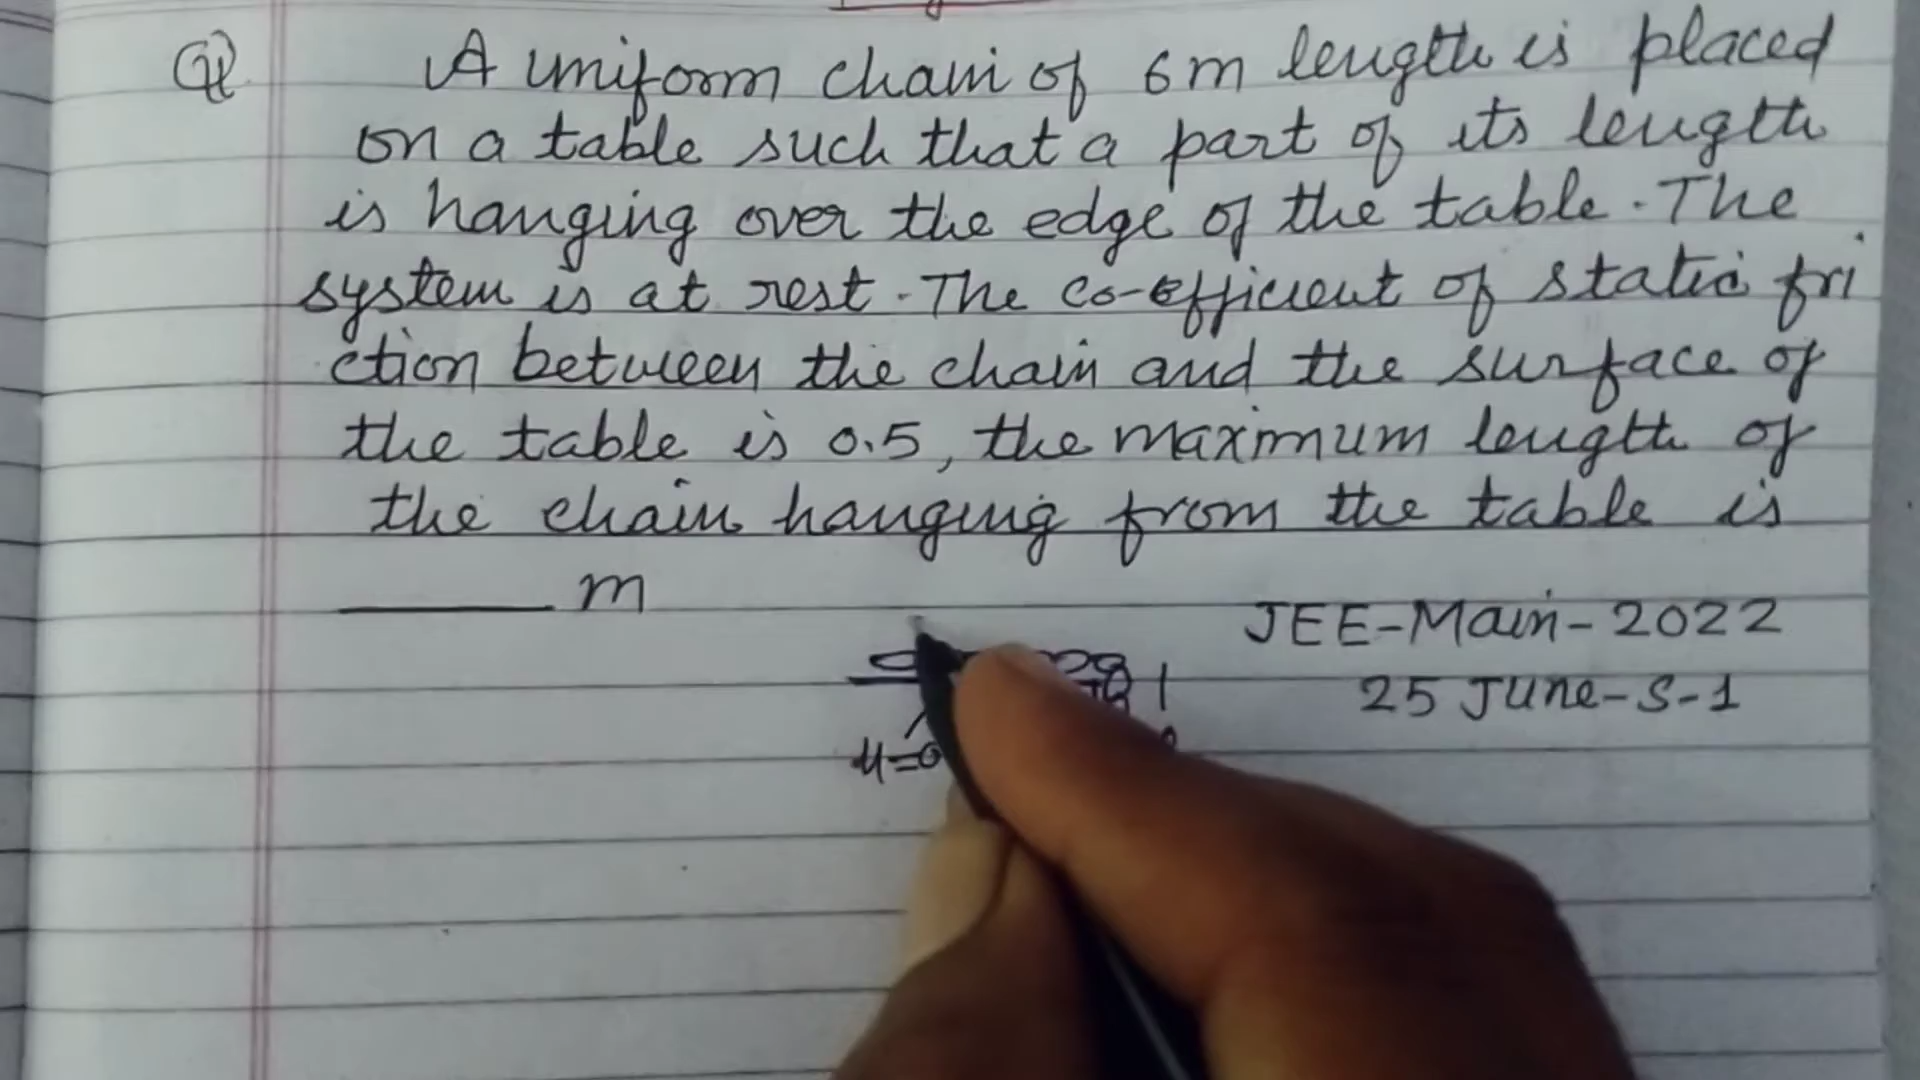 Q
A uniform chain of 6m length is placed
on a table such that a part of its length
is hanging over the edge of the table. The
system is at rest. The co-efficient of static fri
ction between the chain and the surface of
the table is 0.5, the maximum length of
the chain hanging from the table is
______ m
JEE-Main-2022
25 June-S-1
μ=0